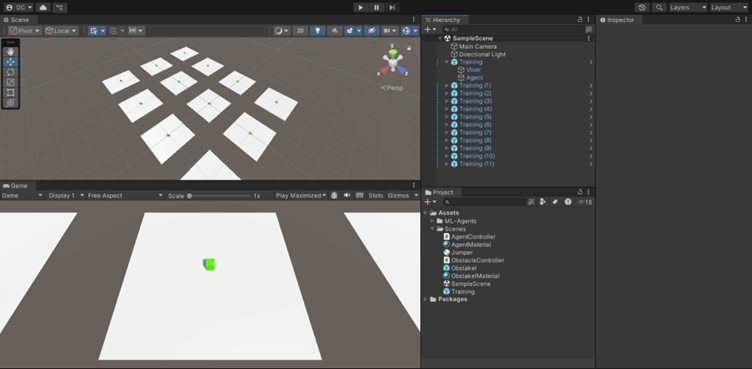 DC
Layers
Layout
Scene
Pivot
Local
2D
y
x
z
Persp
Game
Game
Display 1
Free Aspect
Scale
1x
Play Maximized
Stats
Gizmos
Hierarchy
All
SampleScene
Main Camera
Directional Light
Training
Vloer
Agent
Training (1)
Training (2)
Training (3)
Training (4)
Training (5)
Training (6)
Training (7)
Training (8)
Training (9)
Training (10)
Training (11)
Project
18
Assets
ML-Agents
Scenes
AgentController
AgentMaterial
Jumper
ObstacleController
Obstakel
ObstakelMaterial
SampleScene
Training
Packages
Inspector